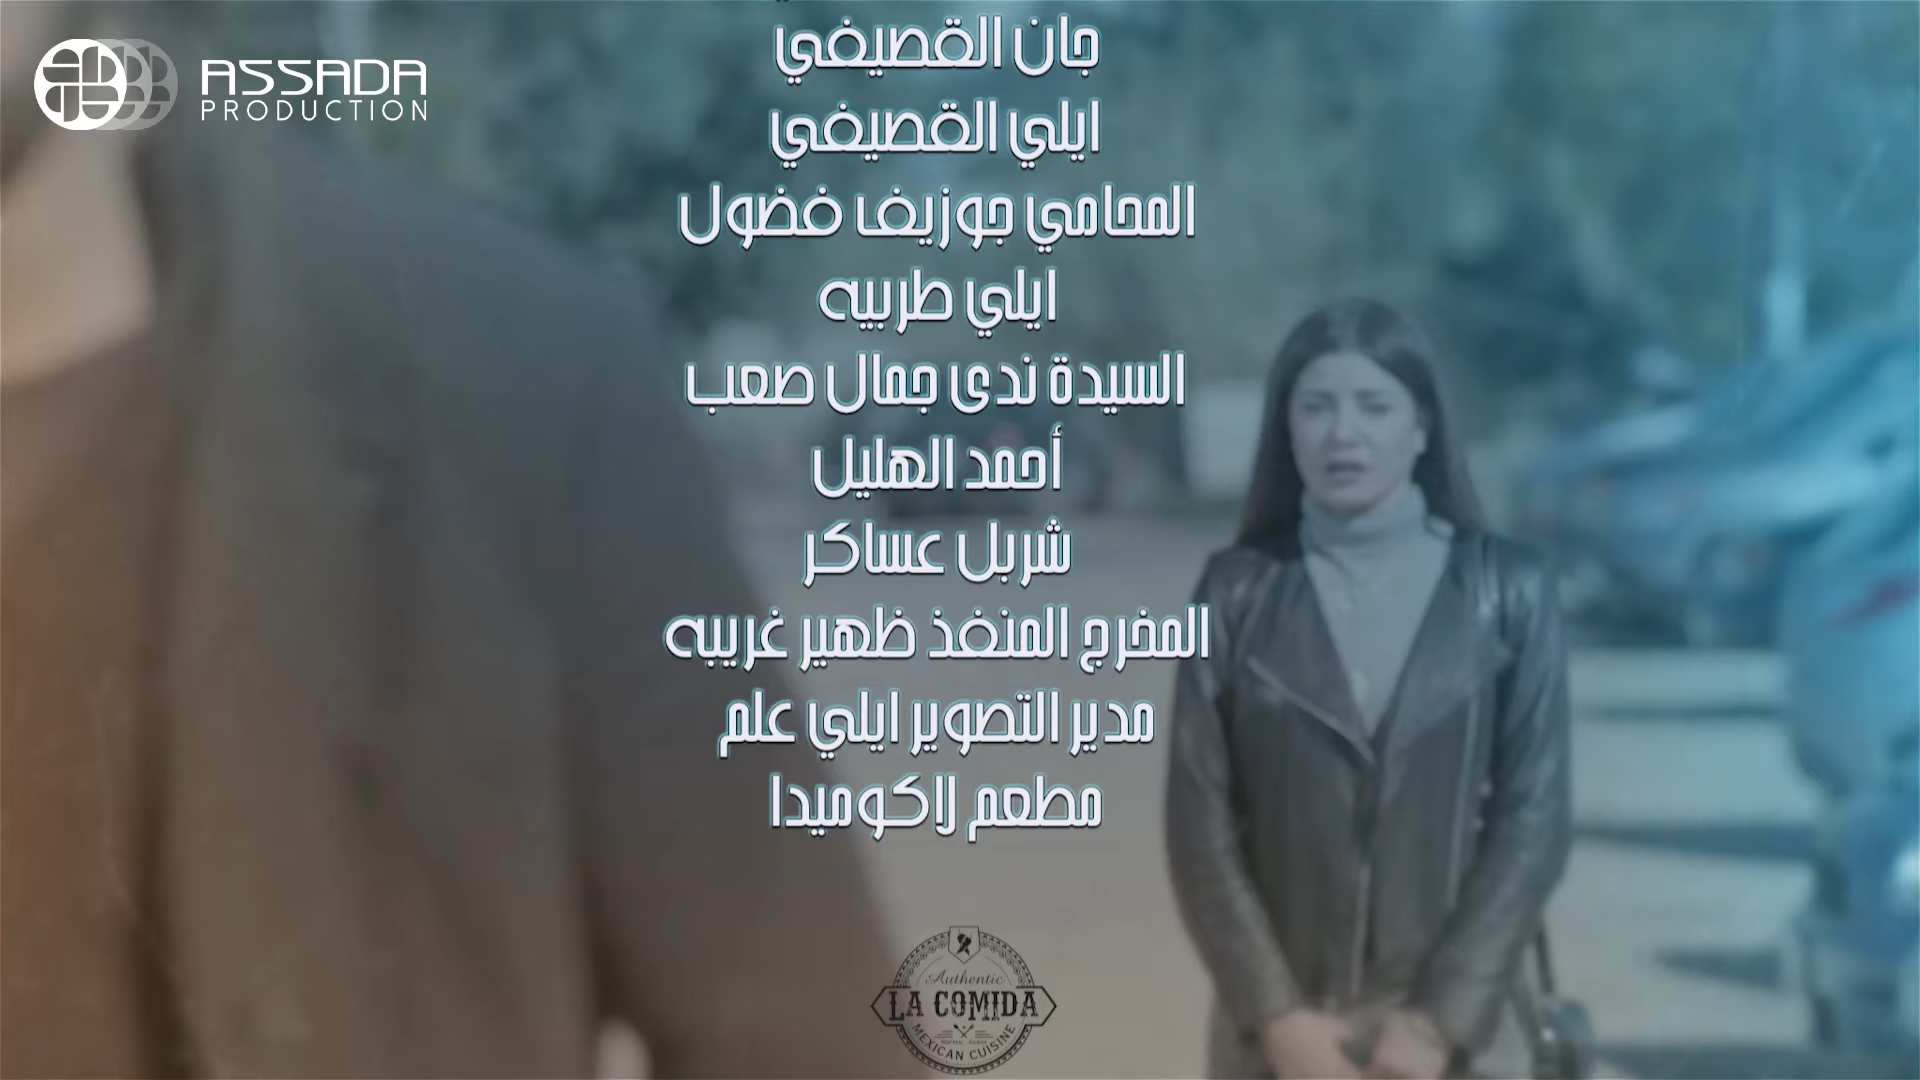 ASSADA
PRODUCTION
جان القصيفي
ايلي القصيفي
المحامي جوزيف فضول
ايلي طربيه
السيدة ندى جمال صعب
أحمد الهليل
شربل عساكر
المخرج المنفذ ظهير غريبه
مدير التصوير ايلي علم
مطعم لاكوميدا
Authentic
LA COMIDA
MEXICAN CUISINE